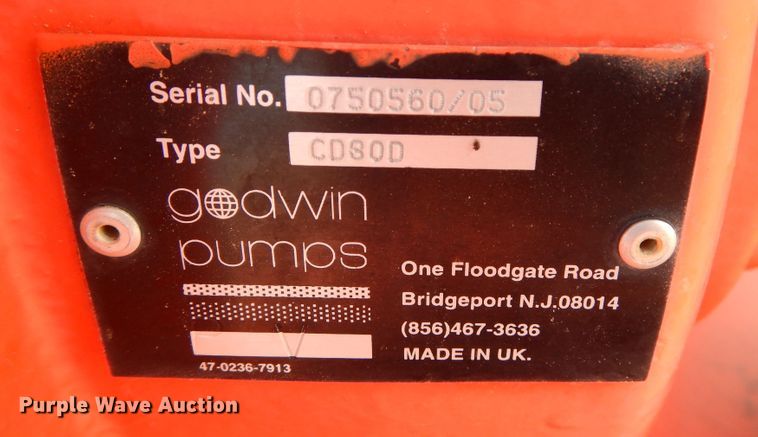 Serial No. 0750560/05
Type CD80D
godwin
pumps
One Floodgate Road
Bridgeport N.J.08014
(856)467-3636
MADE IN UK.
V
47-0236-7913
Purple Wave Auction